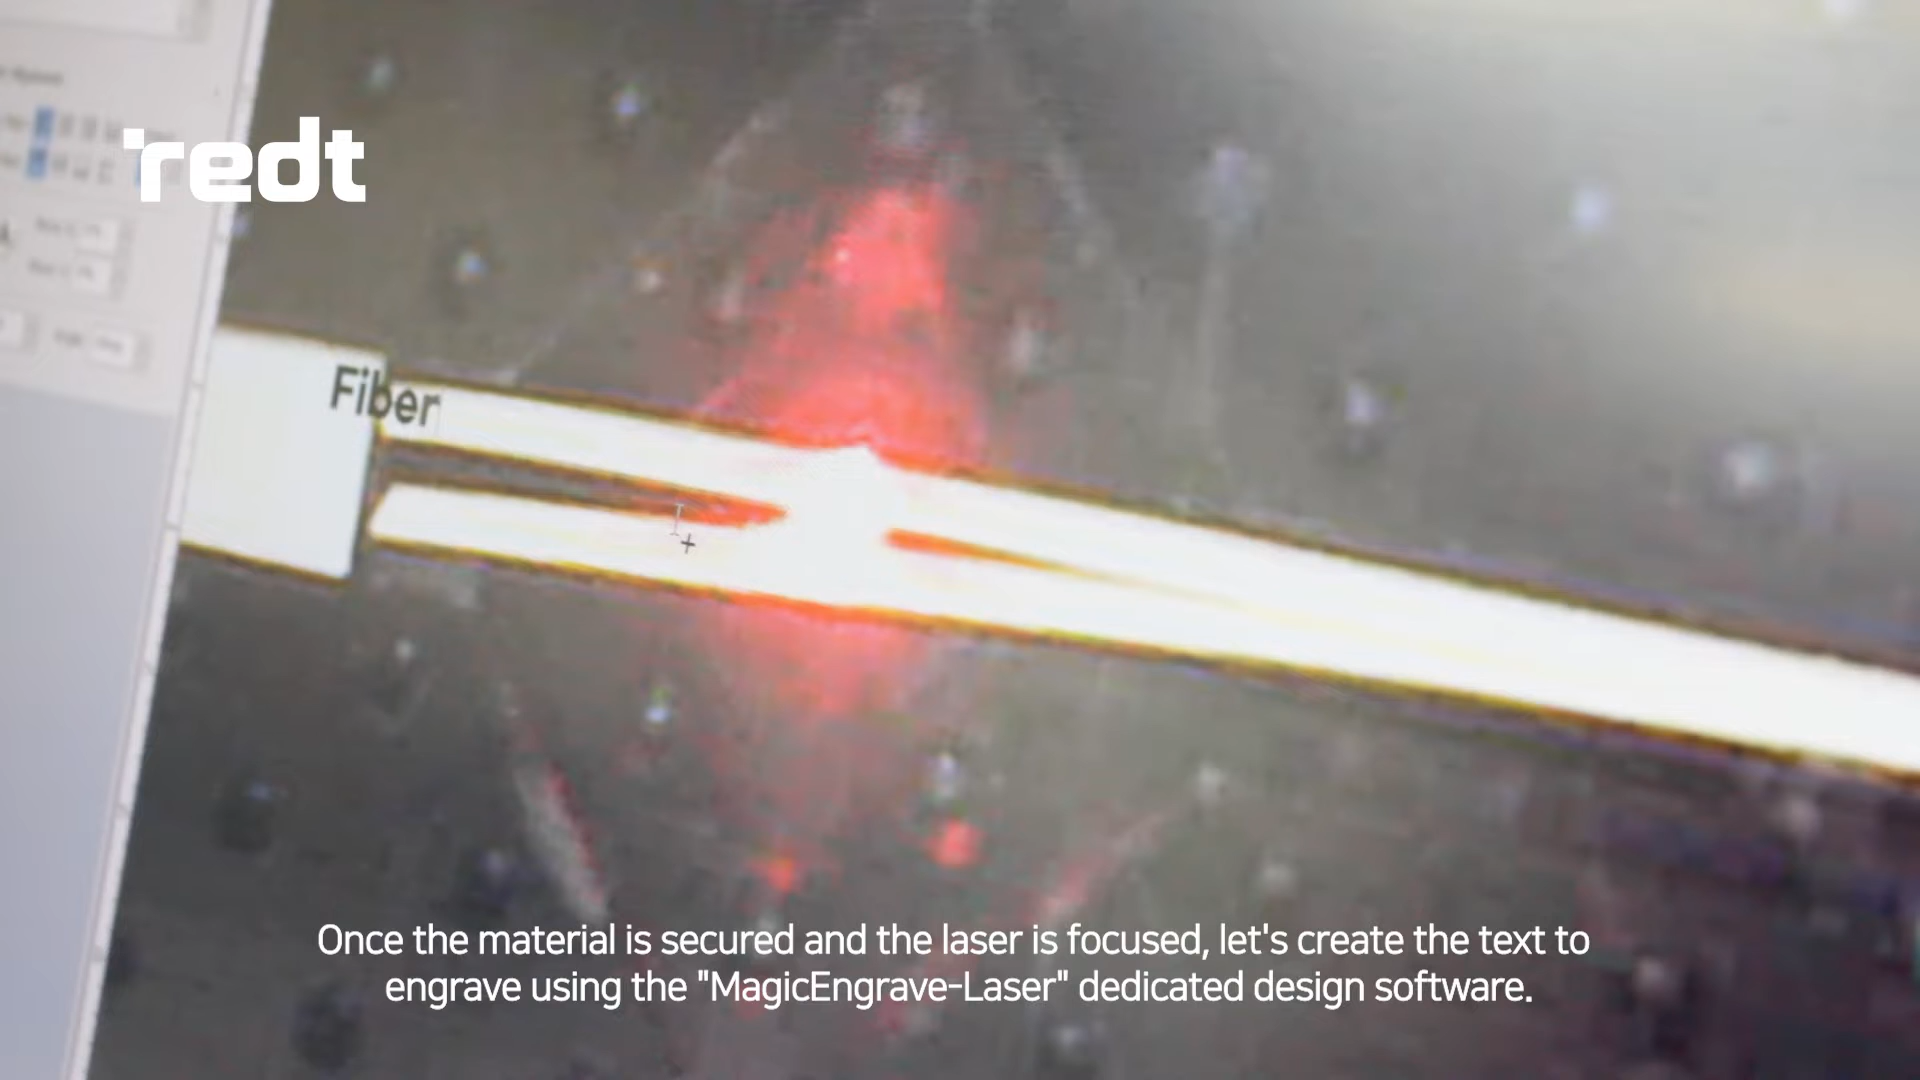 redt
Fiber
Once the material is secured and the laser is focused, let's create the text to
engrave using the "MagicEngrave-Laser" dedicated design software.